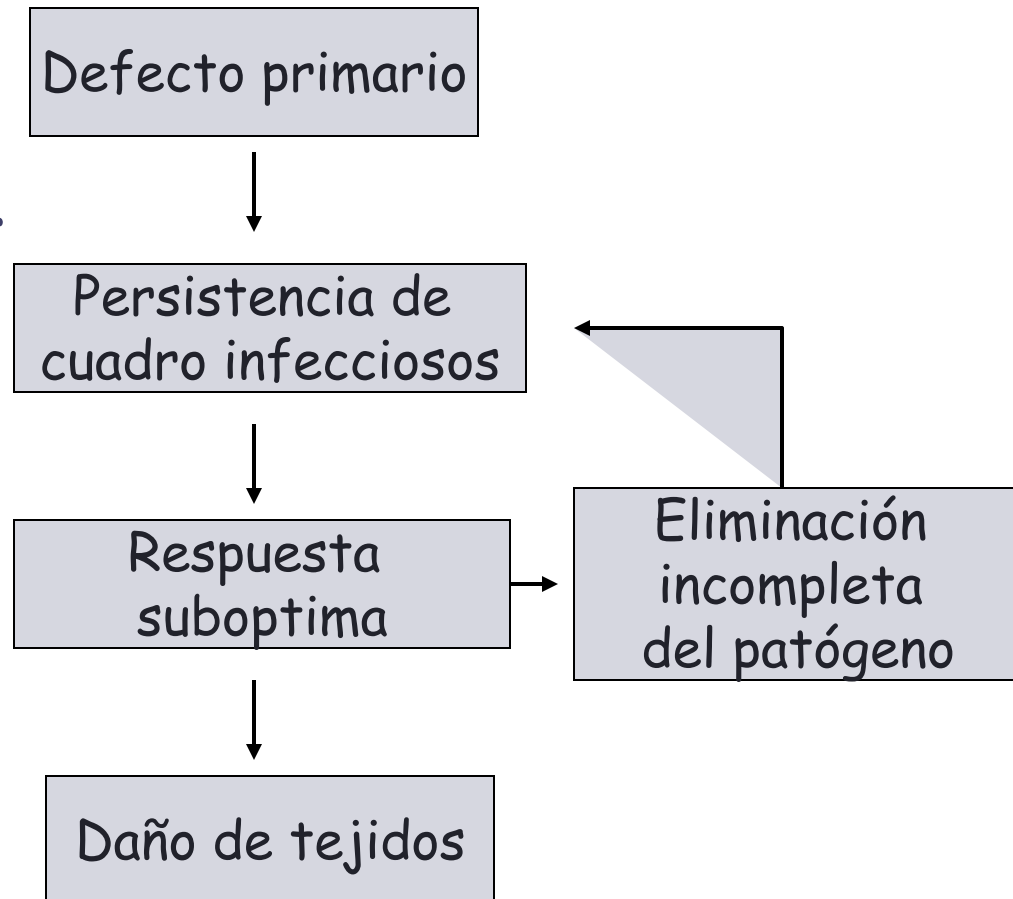 Defecto primario
Persistencia de
cuadro infecciosos
Respuesta
suboptima
Eliminación
incompleta
del patógeno
Daño de tejidos